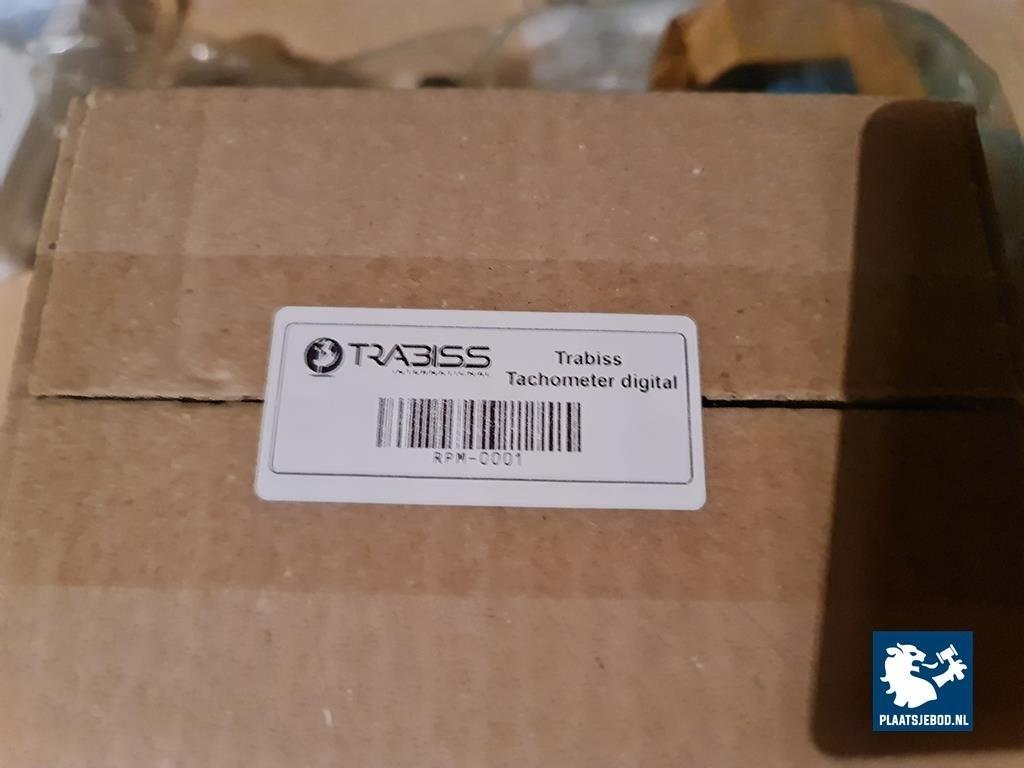 TRABISS
INTERNATIONAL
Trabiss
Tachometer digital
RPM-0001
PLAATSJEBOD.NL